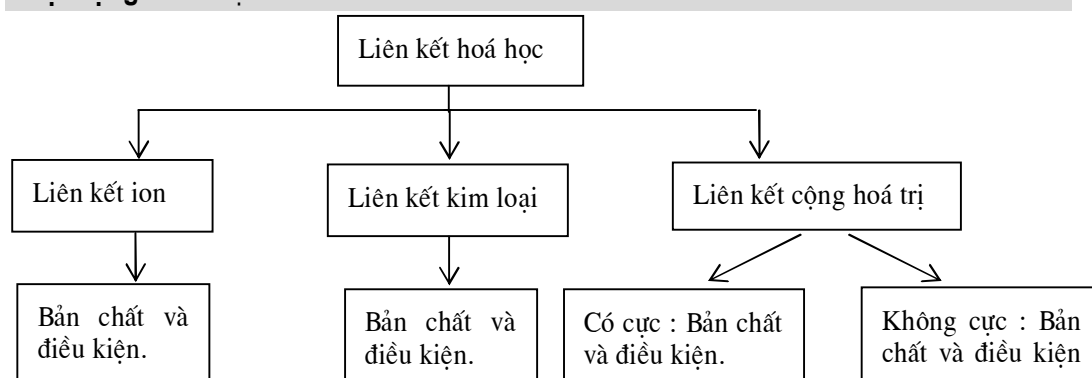 Liên kết hoá học
Liên kết ion
Liên kết kim loại
Liên kết cộng hoá trị
Bản chất và
điều kiện.
Bản chất và
điều kiện.
Có cực : Bản chất
và điều kiện.
Không cực : Bản
chất và điều kiện